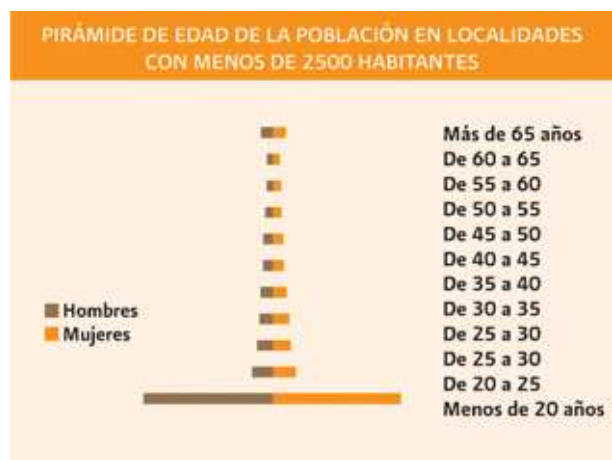 PIRÁMIDE DE EDAD DE LA POBLACIÓN EN LOCALIDADES
CON MENOS DE 2500 HABITANTES
Más de 65 años
De 60 a 65
De 55 a 60
De 50 a 55
De 45 a 50
De 40 a 45
De 35 a 40
De 30 a 35
De 25 a 30
De 25 a 30
De 20 a 25
Menos de 20 años
Hombres
Mujeres